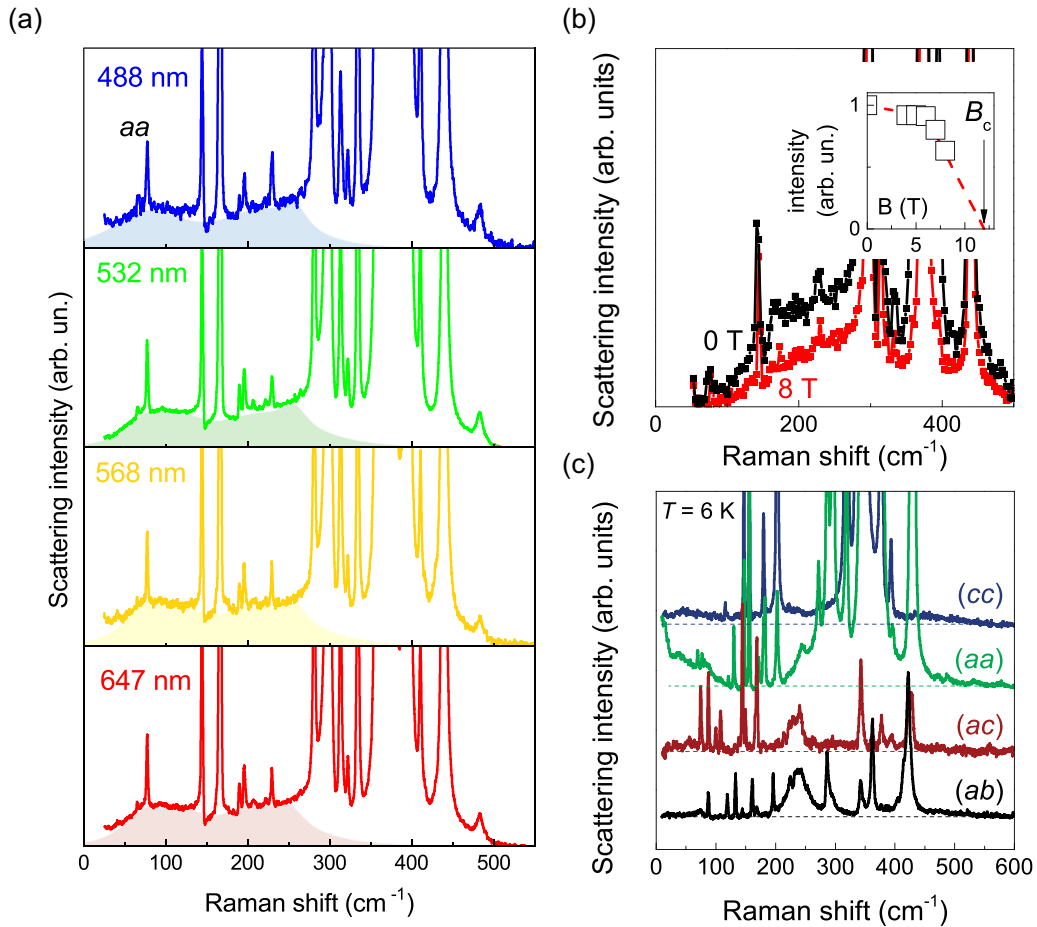 (a)
Scattering intensity (arb. un.)
488 nm
aa
532 nm
568 nm
647 nm
0 100 200 300 400 500
Raman shift (cm⁻¹)
(b)
Scattering intensity (arb. units)
intensity
(arb. un.)
1
0
B_c
B (T)
0 5 10
0 T
8 T
0 200 400
Raman shift (cm⁻¹)
(c)
Scattering intensity (arb. units)
T = 6 K
(cc)
(aa)
(ac)
(ab)
0 100 200 300 400 500 600
Raman shift (cm⁻¹)